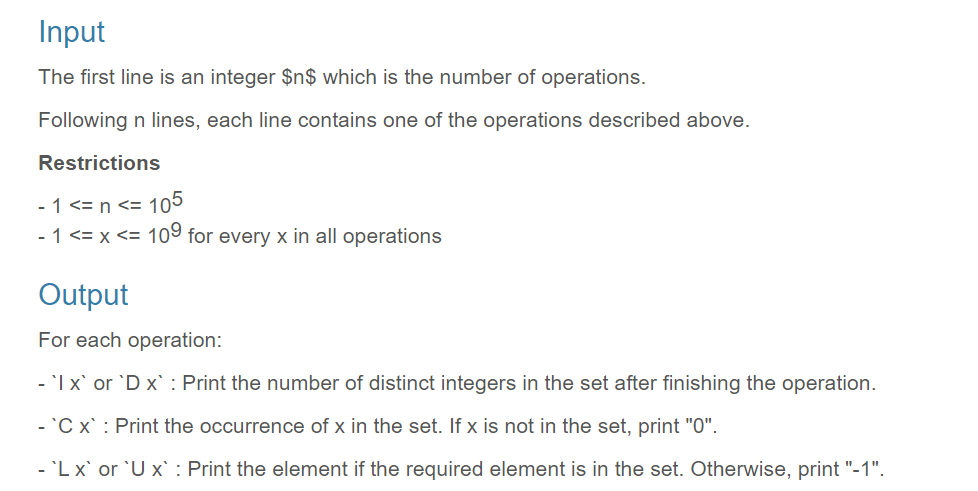 Input
The first line is an integer $n$ which is the number of operations.
Following n lines, each line contains one of the operations described above.
Restrictions
- 1 <= n <= 10^5
- 1 <= x <= 10^9 for every x in all operations
Output
For each operation:
- `I x` or `D x` : Print the number of distinct integers in the set after finishing the operation.
- `C x` : Print the occurrence of x in the set. If x is not in the set, print "0".
- `L x` or `U x` : Print the element if the required element is in the set. Otherwise, print "-1".